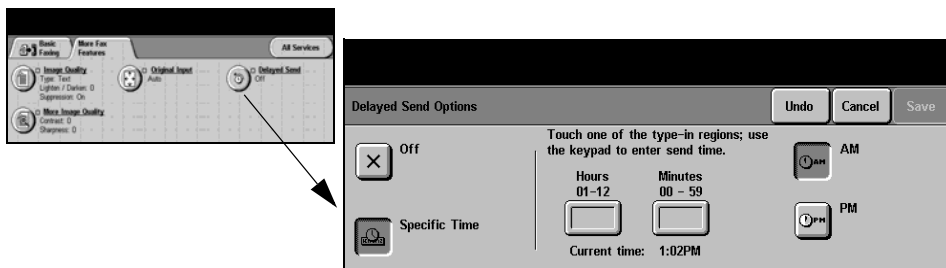 Basic
Faxing
More Fax
Features
All Services
Image Quality
Type: Text
Lighten / Darken: 0
Suppression: On
Original Input
Auto
Delayed Send
Off
More Image Quality
Contrast: 0
Sharpness: 0
Delayed Send Options
Undo
Cancel
Save
Off
Specific Time
Touch one of the type-in regions; use
the keypad to enter send time.
Hours
01-12
Minutes
00 - 59
Current time: 1:02PM
AM
AM
PM
PM